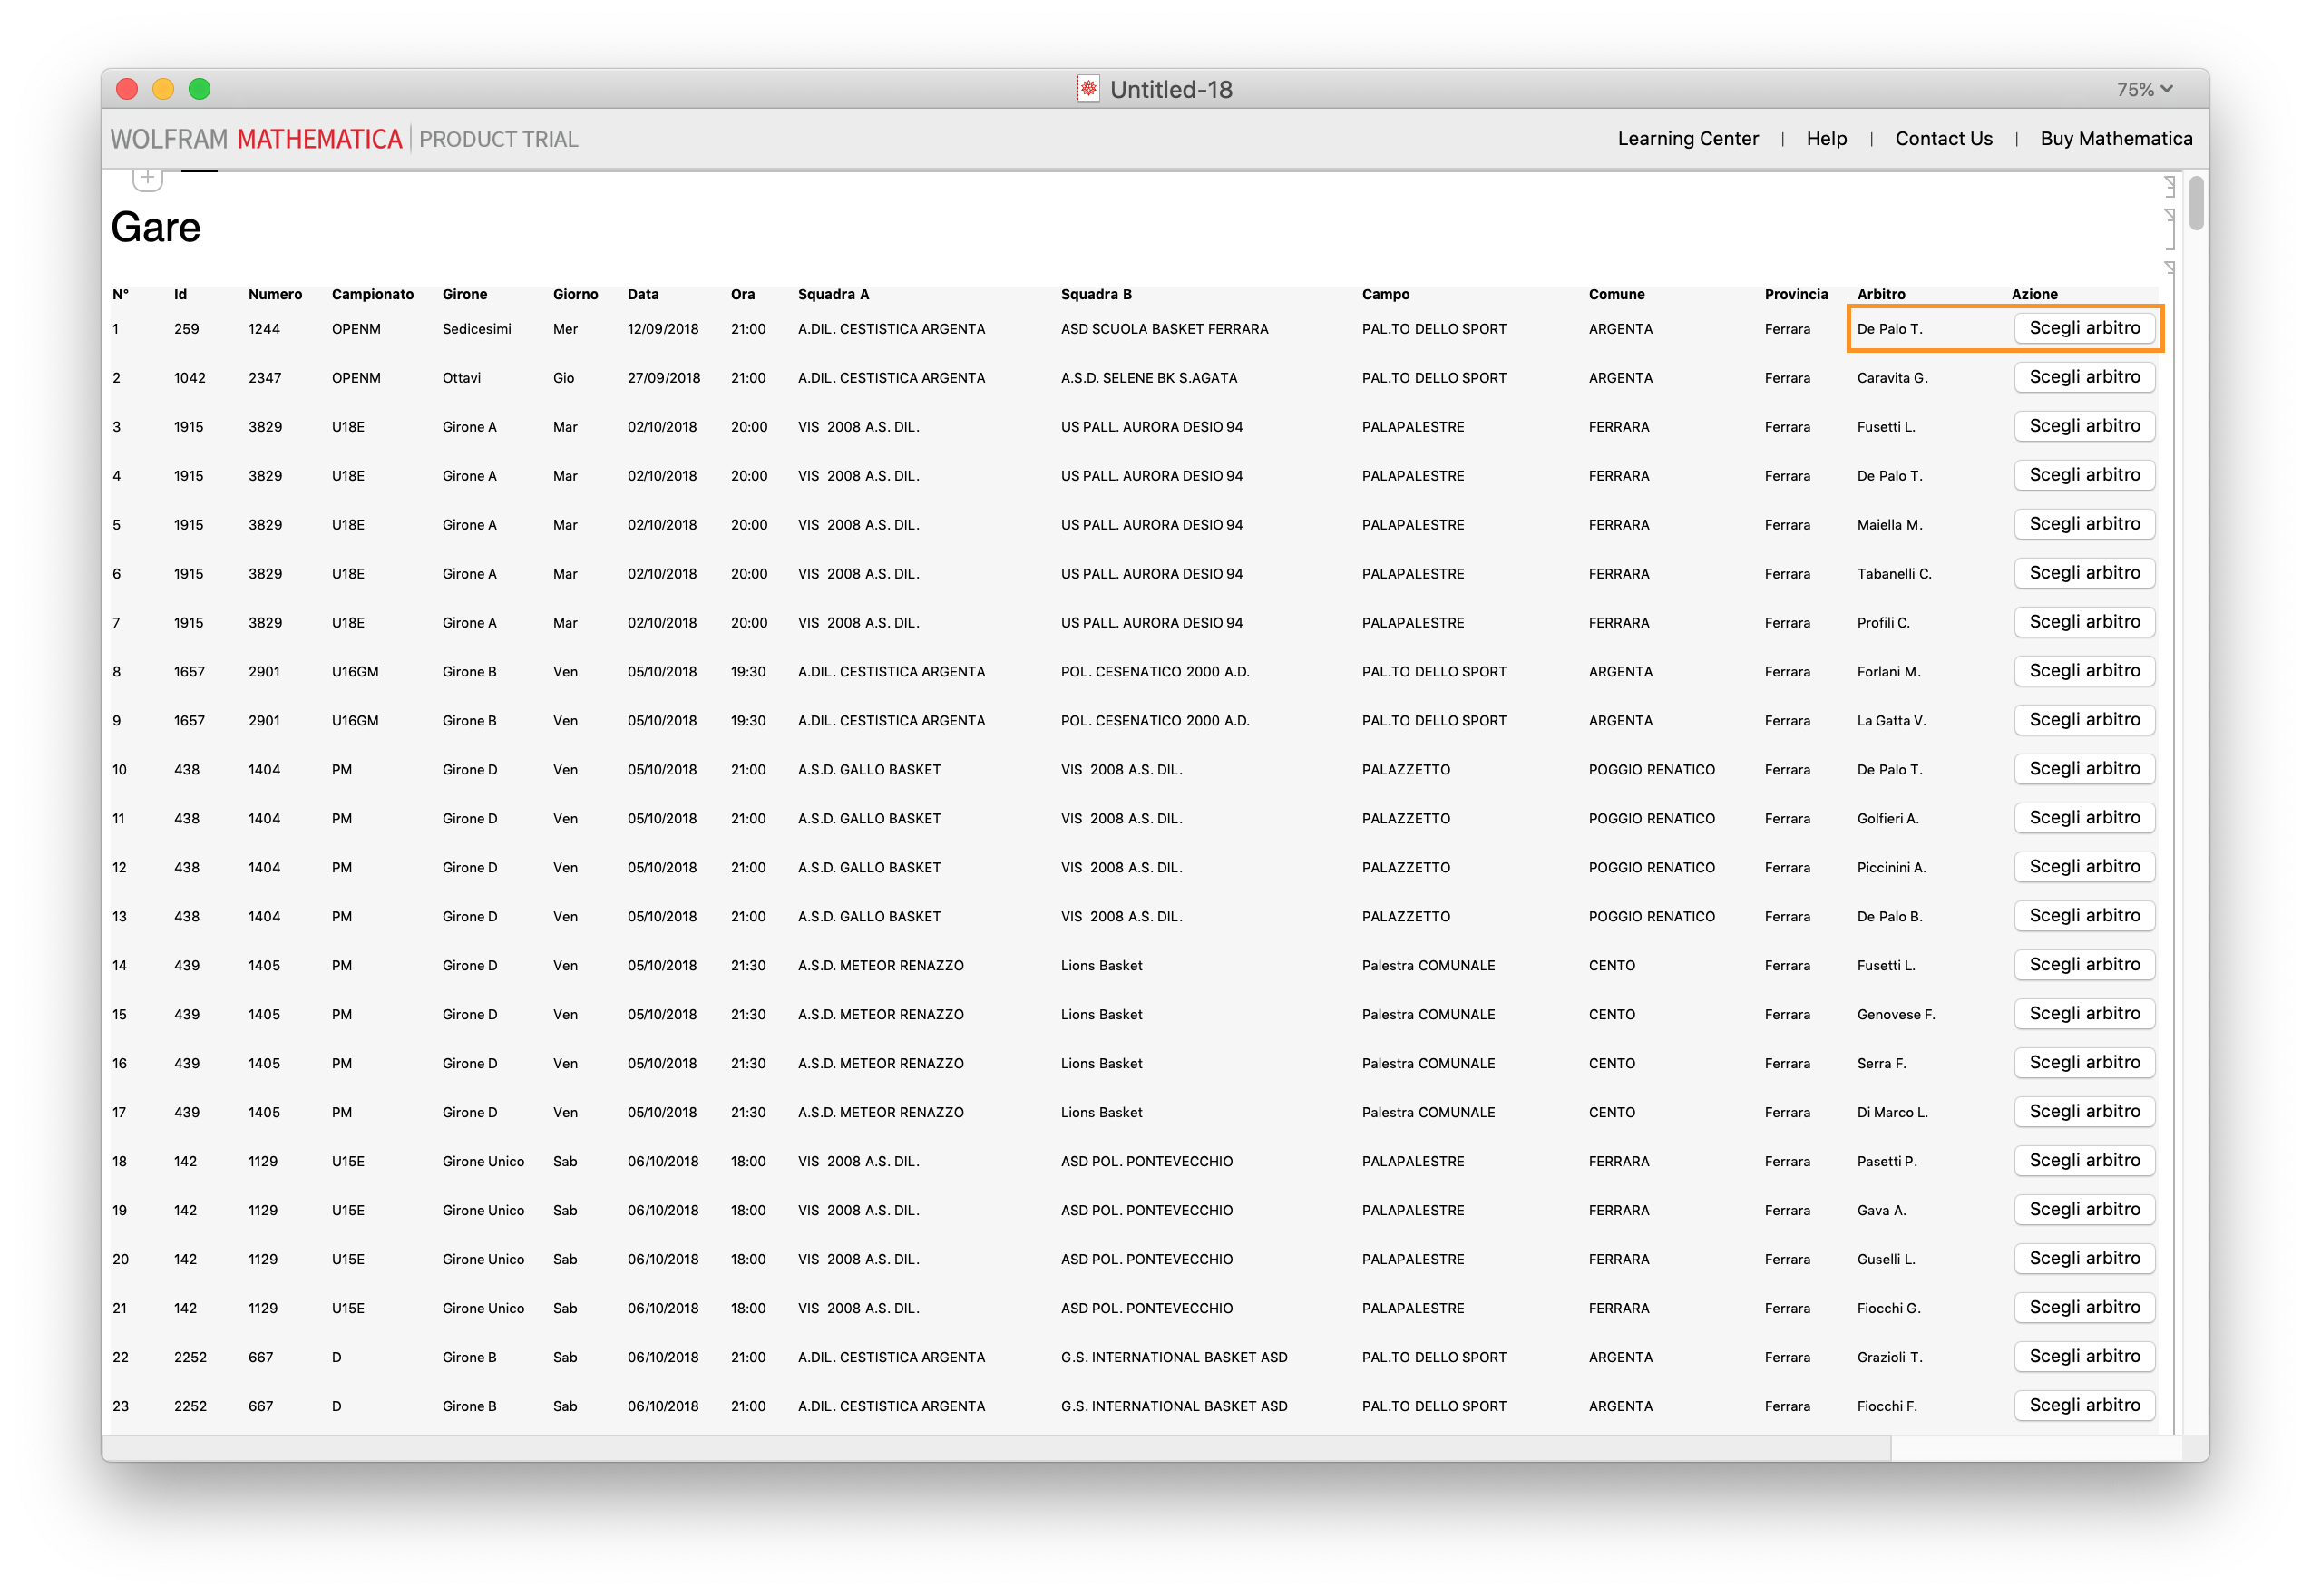 Untitled-18
75%
WOLFRAM MATHEMATICA PRODUCT TRIAL Learning Center Help Contact Us Buy Mathematica
Gare
N° Id Numero Campionato Girone Giorno Data Ora Squadra A Squadra B Campo Comune Provincia Arbitro Azione
1 259 1244 OPENM Sedicesimi Mer 12/09/2018 21:00 A.DIL. CESTISTICA ARGENTA ASD SCUOLA BASKET FERRARA PAL.TO DELLO SPORT ARGENTA Ferrara De Palo T. Scegli arbitro
2 1042 2347 OPENM Ottavi Gio 27/09/2018 21:00 A.DIL. CESTISTICA ARGENTA A.S.D. SELENE BK S.AGATA PAL.TO DELLO SPORT ARGENTA Ferrara Caravita G. Scegli arbitro
3 1915 3829 U18E Girone A Mar 02/10/2018 20:00 VIS 2008 A.S. DIL. US PALL. AURORA DESIO 94 PALAPALESTRE FERRARA Ferrara Fusetti L. Scegli arbitro
4 1915 3829 U18E Girone A Mar 02/10/2018 20:00 VIS 2008 A.S. DIL. US PALL. AURORA DESIO 94 PALAPALESTRE FERRARA Ferrara De Palo T. Scegli arbitro
5 1915 3829 U18E Girone A Mar 02/10/2018 20:00 VIS 2008 A.S. DIL. US PALL. AURORA DESIO 94 PALAPALESTRE FERRARA Ferrara Maiella M. Scegli arbitro
6 1915 3829 U18E Girone A Mar 02/10/2018 20:00 VIS 2008 A.S. DIL. US PALL. AURORA DESIO 94 PALAPALESTRE FERRARA Ferrara Tabanelli C. Scegli arbitro
7 1915 3829 U18E Girone A Mar 02/10/2018 20:00 VIS 2008 A.S. DIL. US PALL. AURORA DESIO 94 PALAPALESTRE FERRARA Ferrara Profili C. Scegli arbitro
8 1657 2901 U16GM Girone B Ven 05/10/2018 19:30 A.DIL. CESTISTICA ARGENTA POL. CESENATICO 2000 A.D. PAL.TO DELLO SPORT ARGENTA Ferrara Forlani M. Scegli arbitro
9 1657 2901 U16GM Girone B Ven 05/10/2018 19:30 A.DIL. CESTISTICA ARGENTA POL. CESENATICO 2000 A.D. PAL.TO DELLO SPORT ARGENTA Ferrara La Gatta V. Scegli arbitro
10 438 1404 PM Girone D Ven 05/10/2018 21:00 A.S.D. GALLO BASKET VIS 2008 A.S. DIL. PALAZZETTO POGGIO RENATICO Ferrara De Palo T. Scegli arbitro
11 438 1404 PM Girone D Ven 05/10/2018 21:00 A.S.D. GALLO BASKET VIS 2008 A.S. DIL. PALAZZETTO POGGIO RENATICO Ferrara Golfieri A. Scegli arbitro
12 438 1404 PM Girone D Ven 05/10/2018 21:00 A.S.D. GALLO BASKET VIS 2008 A.S. DIL. PALAZZETTO POGGIO RENATICO Ferrara Piccinini A. Scegli arbitro
13 438 1404 PM Girone D Ven 05/10/2018 21:00 A.S.D. GALLO BASKET VIS 2008 A.S. DIL. PALAZZETTO POGGIO RENATICO Ferrara De Palo B. Scegli arbitro
14 439 1405 PM Girone D Ven 05/10/2018 21:30 A.S.D. METEOR RENAZZO Lions Basket Palestra COMUNALE CENTO Ferrara Fusetti L. Scegli arbitro
15 439 1405 PM Girone D Ven 05/10/2018 21:30 A.S.D. METEOR RENAZZO Lions Basket Palestra COMUNALE CENTO Ferrara Genovese F. Scegli arbitro
16 439 1405 PM Girone D Ven 05/10/2018 21:30 A.S.D. METEOR RENAZZO Lions Basket Palestra COMUNALE CENTO Ferrara Serra F. Scegli arbitro
17 439 1405 PM Girone D Ven 05/10/2018 21:30 A.S.D. METEOR RENAZZO Lions Basket Palestra COMUNALE CENTO Ferrara Di Marco L. Scegli arbitro
18 142 1129 U15E Girone Unico Sab 06/10/2018 18:00 VIS 2008 A.S. DIL. ASD POL. PONTEVECCHIO PALAPALESTRE FERRARA Ferrara Pasetti P. Scegli arbitro
19 142 1129 U15E Girone Unico Sab 06/10/2018 18:00 VIS 2008 A.S. DIL. ASD POL. PONTEVECCHIO PALAPALESTRE FERRARA Ferrara Gava A. Scegli arbitro
20 142 1129 U15E Girone Unico Sab 06/10/2018 18:00 VIS 2008 A.S. DIL. ASD POL. PONTEVECCHIO PALAPALESTRE FERRARA Ferrara Guselli L. Scegli arbitro
21 142 1129 U15E Girone Unico Sab 06/10/2018 18:00 VIS 2008 A.S. DIL. ASD POL. PONTEVECCHIO PALAPALESTRE FERRARA Ferrara Fiocchi G. Scegli arbitro
22 2252 667 D Girone B Sab 06/10/2018 21:00 A.DIL. CESTISTICA ARGENTA G.S. INTERNATIONAL BASKET ASD PAL.TO DELLO SPORT ARGENTA Ferrara Grazioli T. Scegli arbitro
23 2252 667 D Girone B Sab 06/10/2018 21:00 A.DIL. CESTISTICA ARGENTA G.S. INTERNATIONAL BASKET ASD PAL.TO DELLO SPORT ARGENTA Ferrara Fiocchi F. Scegli arbitro